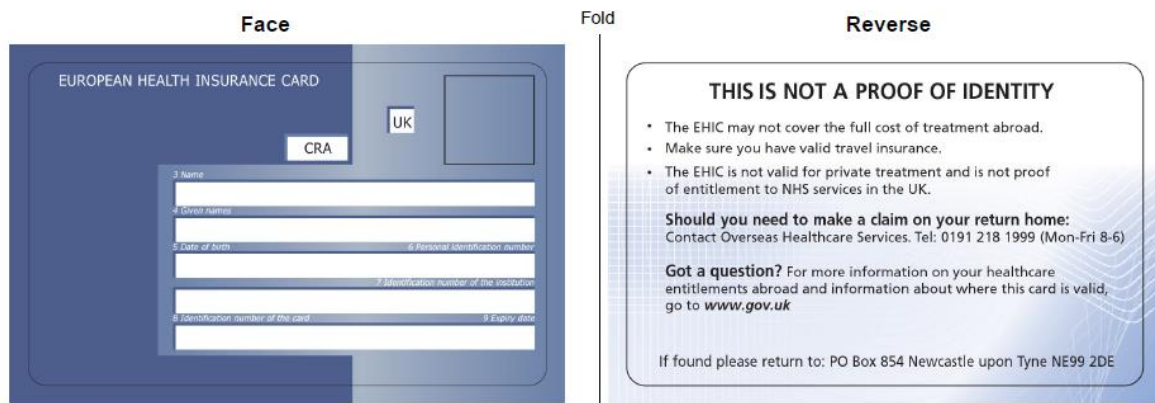 Face
Fold
Reverse
EUROPEAN HEALTH INSURANCE CARD
UK
CRA
3 Name
4 Given names
5 Date of birth
6 Personal identification number
7 Identification number of the institution
8 Identification number of the card
9 Expiry date
THIS IS NOT A PROOF OF IDENTITY
• The EHIC may not cover the full cost of treatment abroad.
• Make sure you have valid travel insurance.
• The EHIC is not valid for private treatment and is not proof
of entitlement to NHS services in the UK.
Should you need to make a claim on your return home:
Contact Overseas Healthcare Services. Tel: 0191 218 1999 (Mon-Fri 8-6)
Got a question? For more information on your healthcare
entitlements abroad and information about where this card is valid,
go to www.gov.uk
If found please return to: PO Box 854 Newcastle upon Tyne NE99 2DE